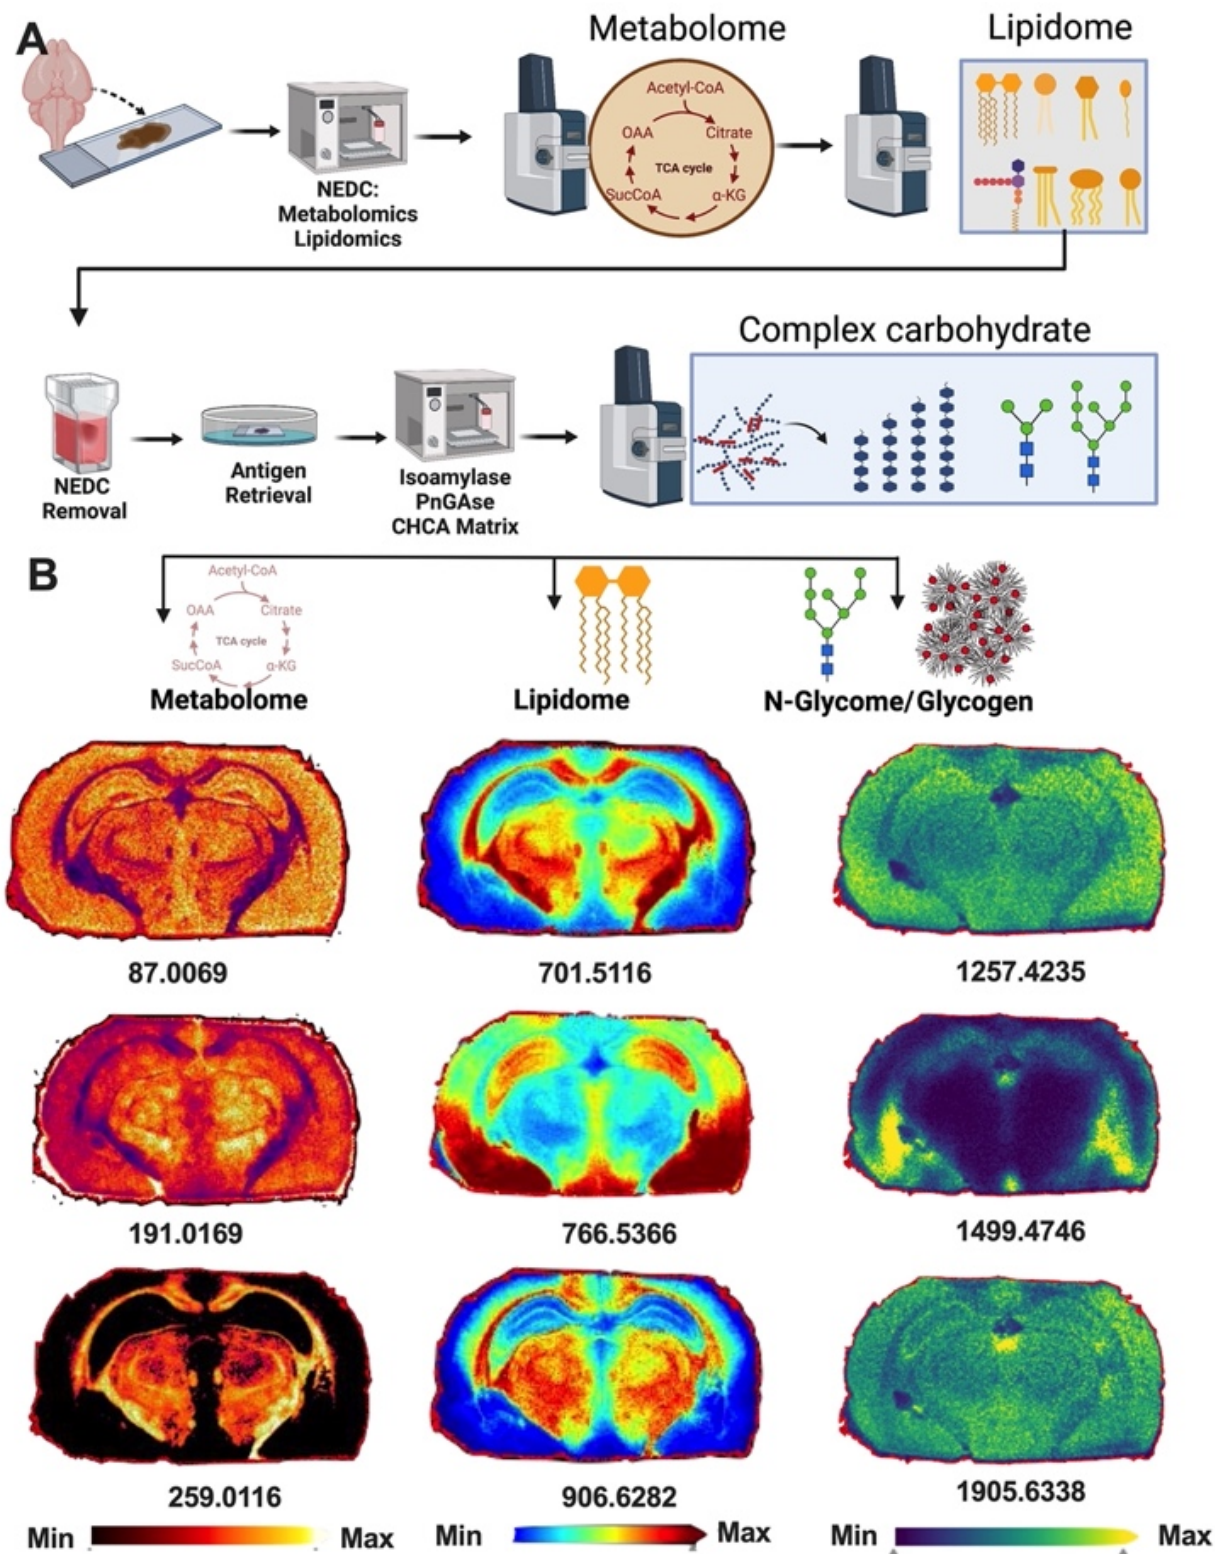 A
Metabolome
Lipidome
Acetyl-CoA
OAA
Citrate
TCA cycle
SucCoA
α-KG
NEDC:
Metabolomics
Lipidomics
Complex carbohydrate
NEDC
Removal
Antigen
Retrieval
Isoamylase
PnGAse
CHCA Matrix
B
Acetyl-CoA
OAA
Citrate
TCA cycle
SucCoA
α-KG
Metabolome
Lipidome
N-Glycome/Glycogen
87.0069
701.5116
1257.4235
191.0169
766.5366
1499.4746
259.0116
906.6282
1905.6338
Min
Max
Min
Max
Min
Max